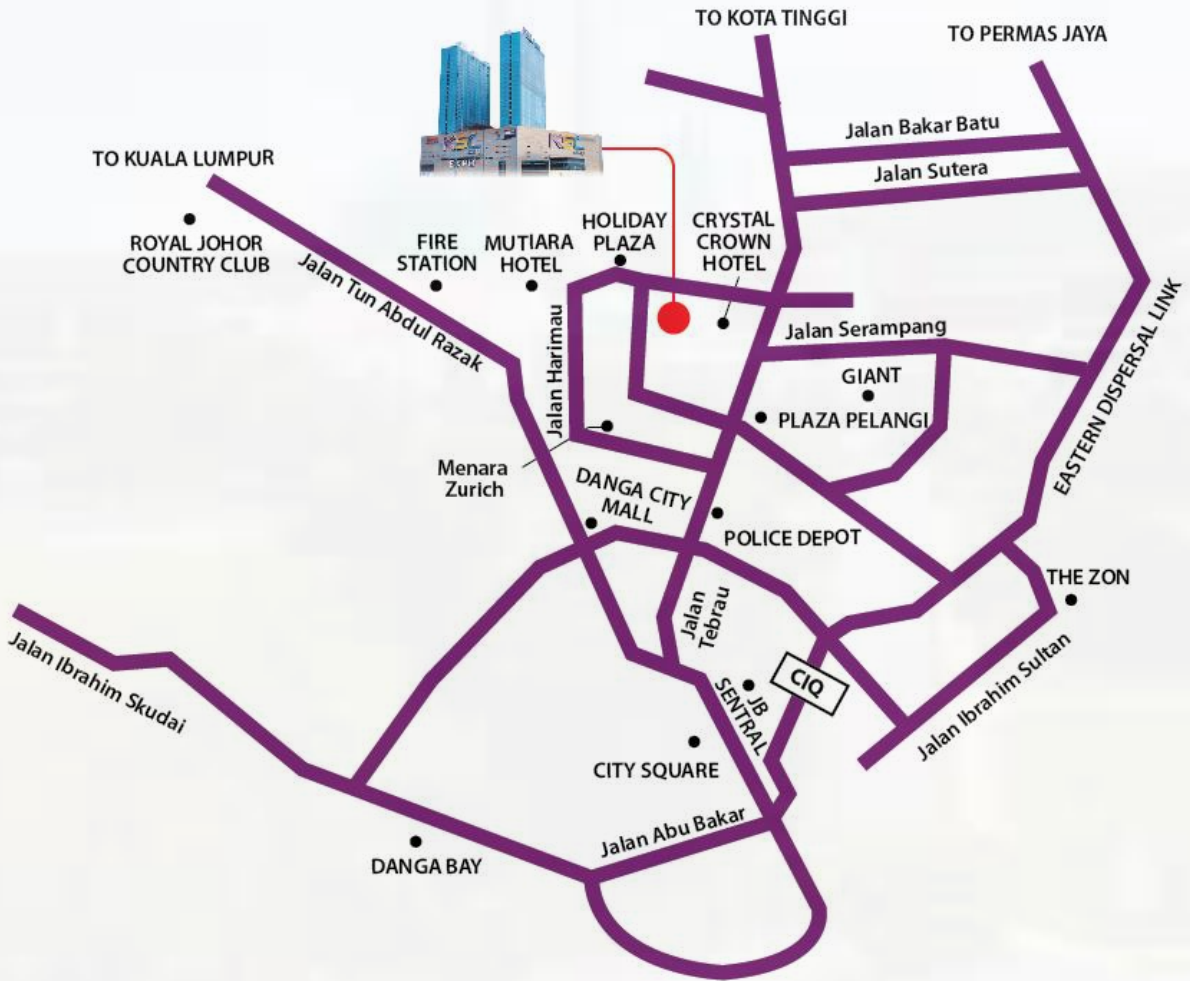 TO KOTA TINGGI
TO PERMAS JAYA
Jalan Bakar Batu
TO KUALA LUMPUR
Jalan Sutera
ROYAL JOHOR
COUNTRY CLUB
FIRE
STATION
MUTIARA
HOTEL
HOLIDAY
PLAZA
CRYSTAL
CROWN
HOTEL
Jalan Tun Abdul Razak
Jalan Harimau
Jalan Serampang
EASTERN DISPERSAL LINK
GIANT
PLAZA PELANGI
Menara
Zurich
DANGA CITY
MALL
POLICE DEPOT
THE ZON
Jalan
Tebrau
Jalan Ibrahim Skudai
CIQ
JB
SENTRAL
Jalan Ibrahim Sultan
CITY SQUARE
Jalan Abu Bakar
DANGA BAY